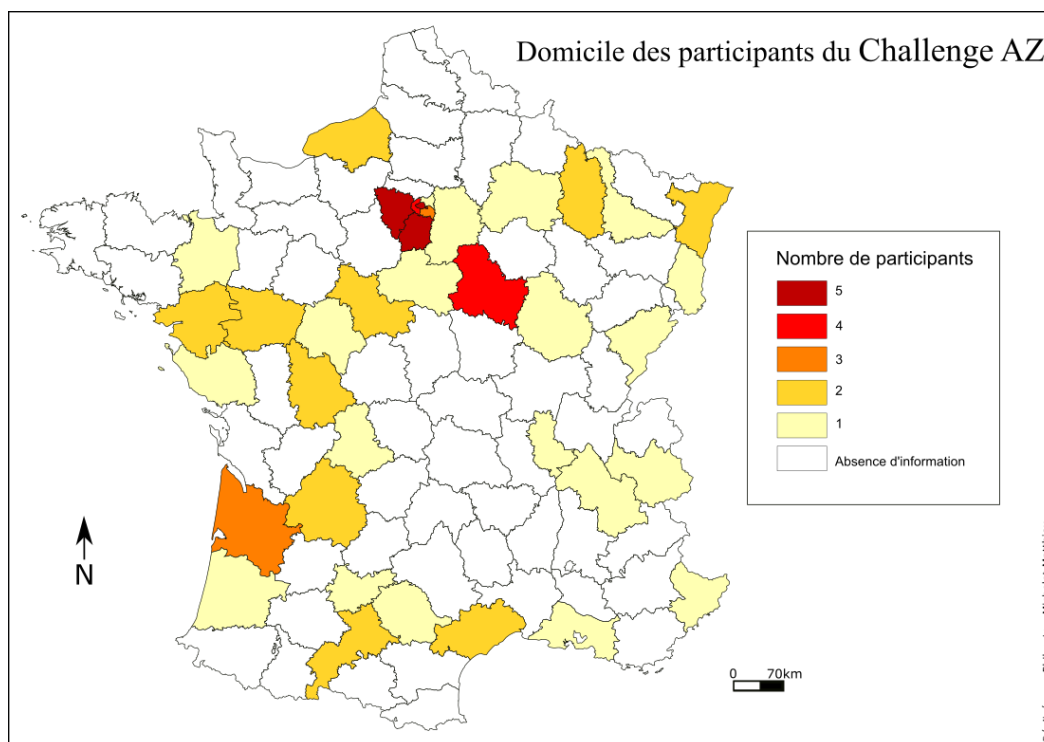 Domicile des participants du Challenge AZ
Nombre de participants
5
4
3
2
1
Absence d'information
N
0 70km